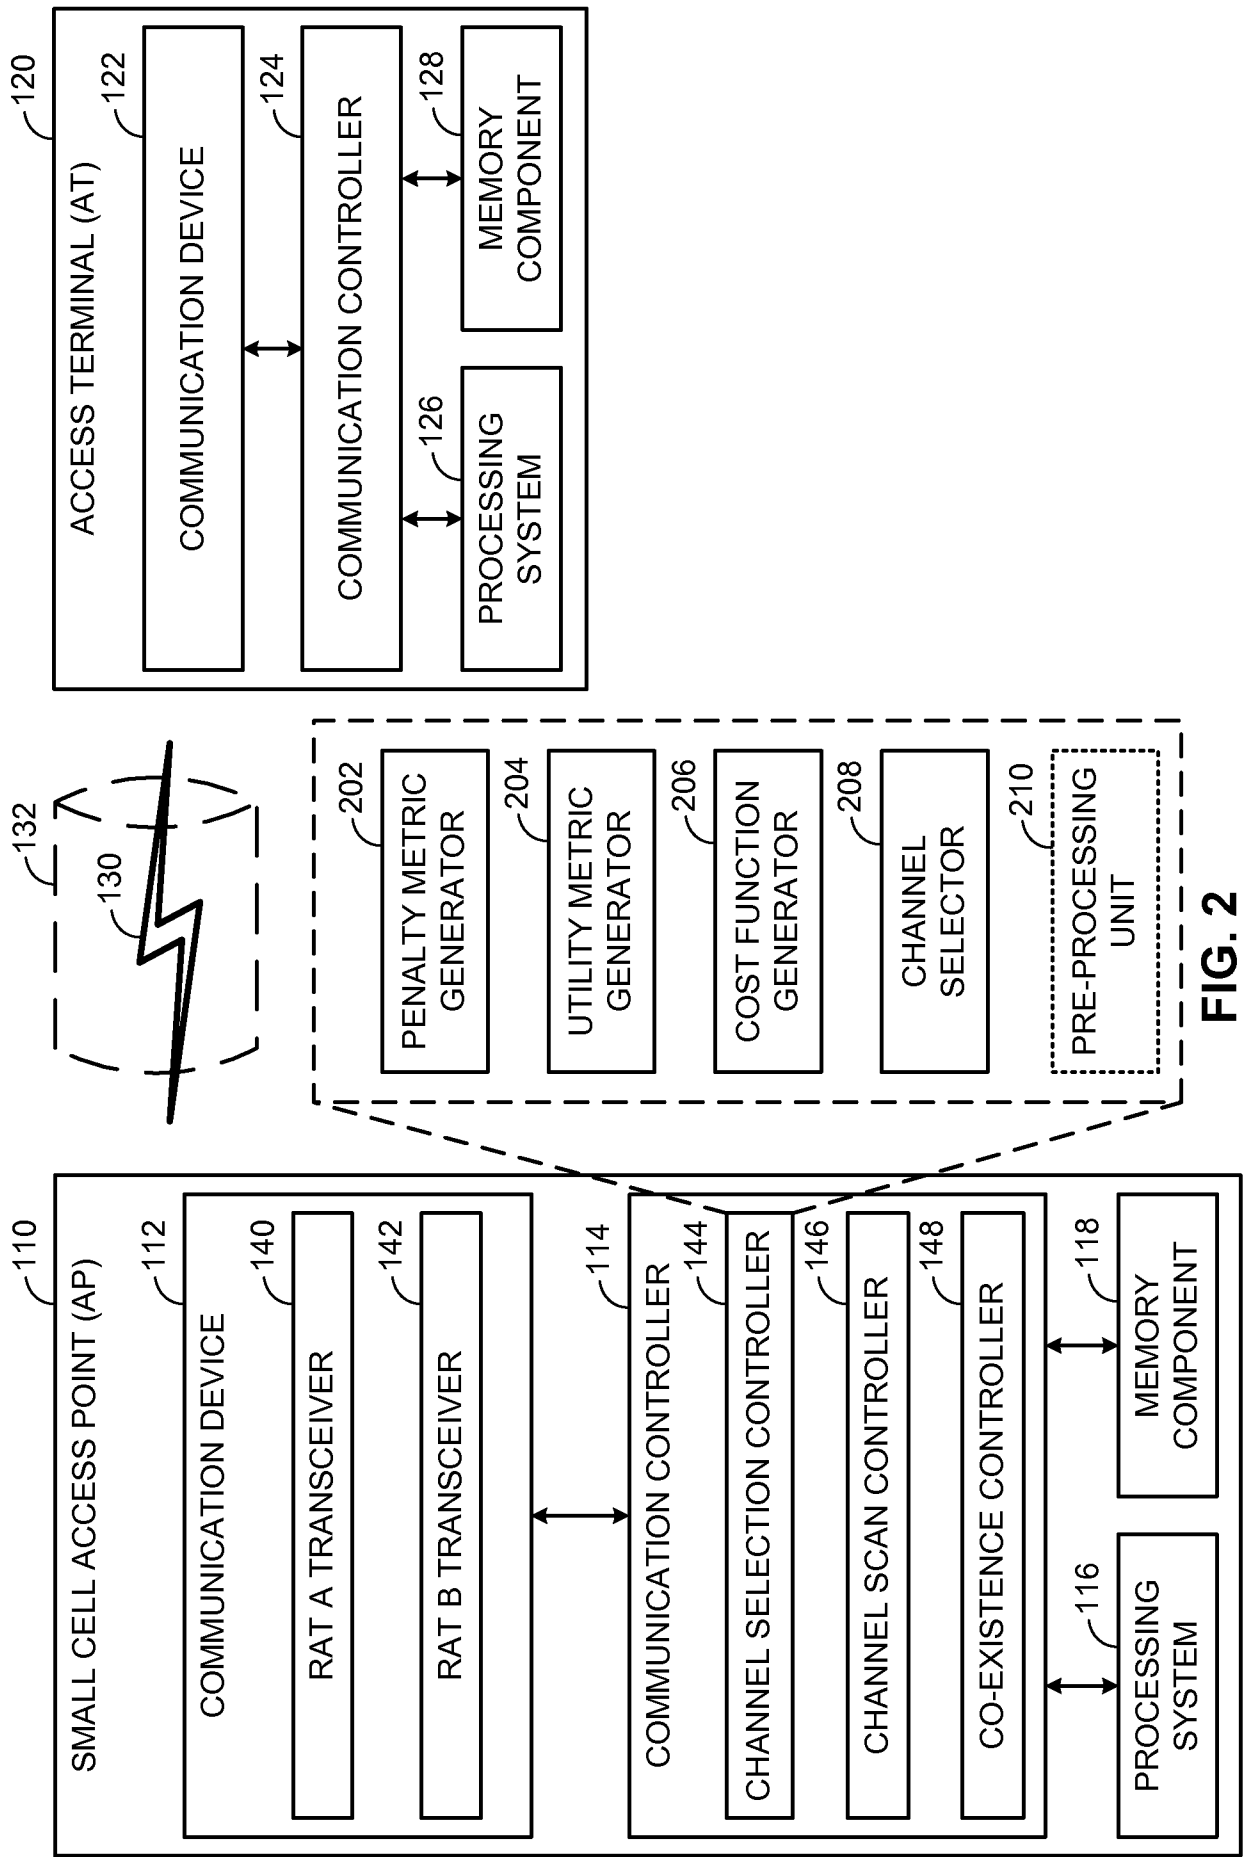 110
SMALL CELL ACCESS POINT (AP)
112
COMMUNICATION DEVICE
140
RAT A TRANSCEIVER
142
RAT B TRANSCEIVER
114
COMMUNICATION CONTROLLER
144
CHANNEL SELECTION CONTROLLER
146
CHANNEL SCAN CONTROLLER
148
CO-EXISTENCE CONTROLLER
116
PROCESSING
SYSTEM
118
MEMORY
COMPONENT
132
130
202
PENALTY METRIC
GENERATOR
204
UTILITY METRIC
GENERATOR
206
COST FUNCTION
GENERATOR
208
CHANNEL
SELECTOR
210
PRE-PROCESSING
UNIT
120
ACCESS TERMINAL (AT)
122
COMMUNICATION DEVICE
124
COMMUNICATION CONTROLLER
126
PROCESSING
SYSTEM
128
MEMORY
COMPONENT
FIG. 2